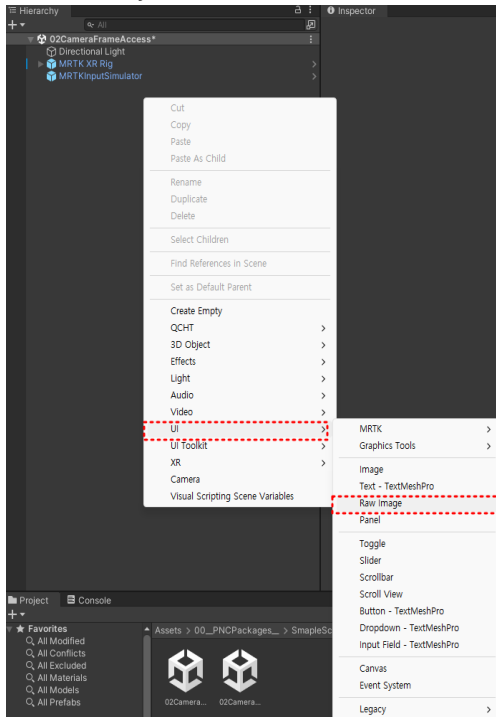 Hierarchy
Inspector
All
02CameraFrameAccess*
Directional Light
MRTK XR Rig
MRTKInputSimulator
Cut
Copy
Paste
Paste As Child
Rename
Duplicate
Delete
Select Children
Find References in Scene
Set as Default Parent
Create Empty
QCHT
3D Object
Effects
Light
Audio
Video
UI
UI Toolkit
XR
Camera
Visual Scripting Scene Variables
MRTK
Graphics Tools
Image
Text - TextMeshPro
Raw Image
Panel
Toggle
Slider
Scrollbar
Scroll View
Button - TextMeshPro
Dropdown - TextMeshPro
Input Field - TextMeshPro
Canvas
Event System
Legacy
Project
Console
Favorites
All Modified
All Conflicts
All Excluded
All Materials
All Models
All Prefabs
Assets > 00__PNCPackages__ > SmapleSc
02Camera...
02Camera...